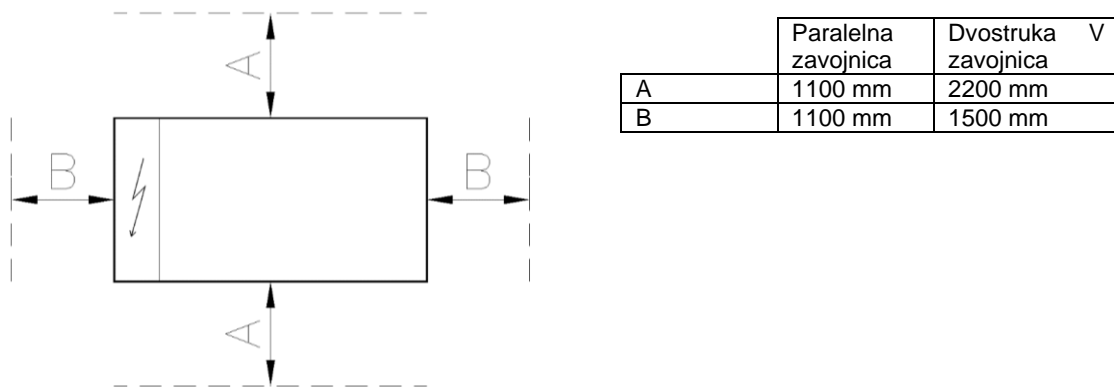 A
B
B
A
Paralelna zavojnica Dvostruka V zavojnica
A 1100 mm 2200 mm
B 1100 mm 1500 mm